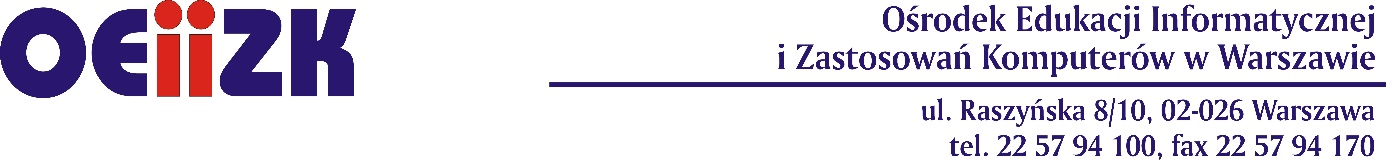 OEiiZK
Ośrodek Edukacji Informatycznej
i Zastosowań Komputerów w Warszawie
ul. Raszyńska 8/10, 02-026 Warszawa
tel. 22 57 94 100, fax 22 57 94 170